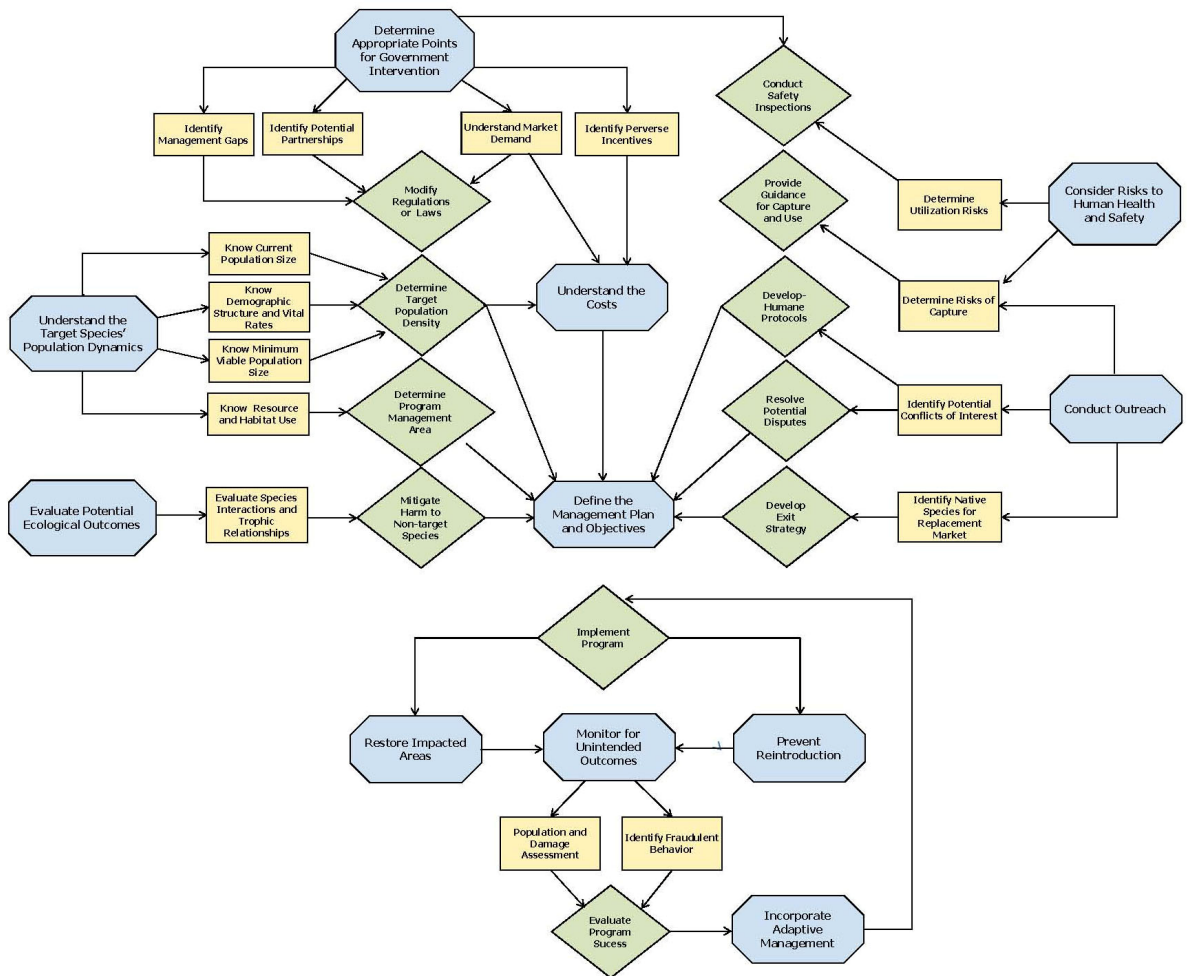 Determine
Appropriate Points
for Government
Intervention
Conduct
Safety
Inspections
Identify
Management Gaps
Identify Potential
Partnerships
Understand Market
Demand
Identify Perverse
Incentives
Modify
Regulations
or Laws
Provide
Guidance
for Capture
and Use
Determine
Utilization Risks
Consider Risks to
Human Health
and Safety
Know Current
Population Size
Know
Demographic
Structure and Vital
Rates
Know Minimum
Viable Population
Size
Know Resource
and Habitat Use
Understand the
Target Species'
Population Dynamics
Determine
Target
Population
Density
Understand the
Costs
Develop-
Humane
Protocols
Determine Risks of
Capture
Determine
Program
Management
Area
Resolve
Potential
Disputes
Identify Potential
Conflicts of Interest
Conduct Outreach
Evaluate Potential
Ecological Outcomes
Evaluate Species
Interactions and
Trophic
Relationships
Mitigate
Harm to
Non-target
Species
Define the
Management Plan
and Objectives
Develop
Exit
Strategy
Identify Native
Species for
Replacement
Market
Implement
Program
Restore Impacted
Areas
Monitor for
Unintended
Outcomes
Prevent
Reintroduction
Population and
Damage
Assessment
Identify Fraudulent
Behavior
Evaluate
Program
Sucess
Incorporate
Adaptive
Management